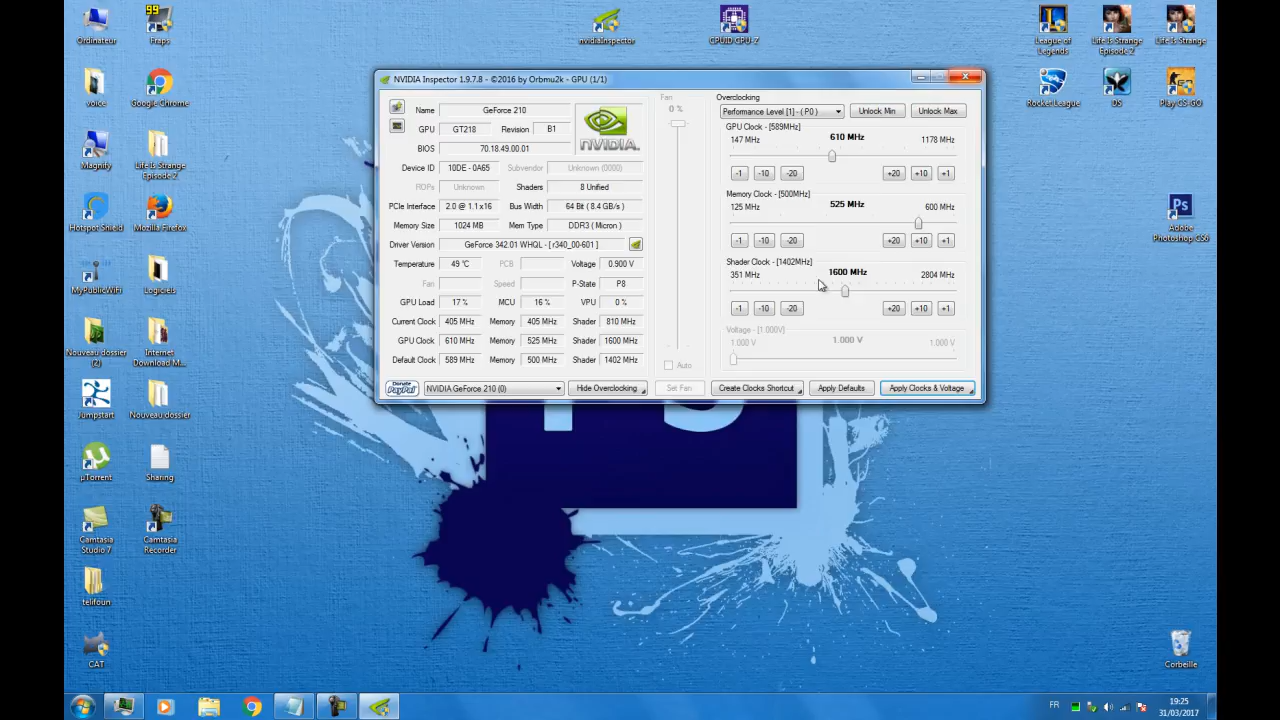 Ordinateur
99
Fraps
nvidiaInspector
CPUID CPU-Z
League of
Legends
Life Is Strange
Episode 2
Life Is Strange
voice
Google Chrome
Rocket League
OS
Play CS-GO
Magnify
Life Is Strange
Episode 2
Hotspot Shield
Mozilla Firefox
Ps
Adobe
Photoshop CS6
MyPublicWiFi
Logiciels
Nouveau dossier
(2)
Internet
Download M...
Jumpstart
Nouveau dossier
µTorrent
Sharing
Camtasia
Studio 7
Camtasia
Recorder
telifoun
CAT
Corbeille
NVIDIA Inspector 1.9.7.8 - ©2016 by Orbmu2k - GPU (1/1)
Name GeForce 210
GPU GT218 Revision B1
BIOS 70.18.49.00.01
NVIDIA.
Device ID 10DE - 0A65 Subvendor Unknown (0000)
ROPs Unknown Shaders 8 Unified
PCIe Interface 2.0 @ 1.1 x16 Bus Width 64 Bit ( 8.4 GB/s )
Memory Size 1024 MB Mem Type DDR3 ( Micron )
Driver Version GeForce 342.01 WHQL - [ r340_00-601 ]
Temperature 49 °C PCB Voltage 0.900 V
Fan Speed P-State P8
GPU Load 17 % MCU 16 % VPU 0 %
Current Clock 405 MHz Memory 405 MHz Shader 810 MHz
GPU Clock 610 MHz Memory 525 MHz Shader 1600 MHz
Default Clock 589 MHz Memory 500 MHz Shader 1402 MHz
Donate
PayPal
NVIDIA GeForce 210 (0)
Hide Overclocking
Fan
0 %
Auto
Set Fan
Overclocking
Performance Level [1] - ( P0 ) Unlock Min Unlock Max
GPU Clock - [589MHz]
147 MHz 610 MHz 1178 MHz
-1 -10 -20 +20 +10 +1
Memory Clock - [500MHz]
125 MHz 525 MHz 600 MHz
-1 -10 -20 +20 +10 +1
Shader Clock - [1402MHz]
351 MHz 1600 MHz 2804 MHz
-1 -10 -20 +20 +10 +1
Voltage - [1.000V]
1.000 V 1.000 V 1.000 V
Create Clocks Shortcut Apply Defaults Apply Clocks & Voltage
FR
19:25
31/03/2017